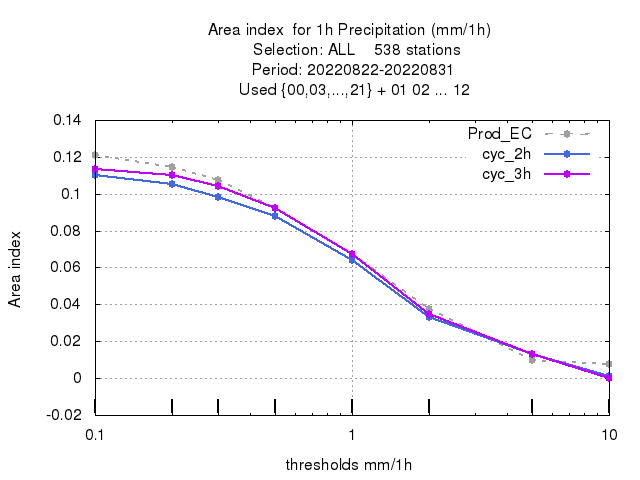 Area index for 1h Precipitation (mm/1h)
Selection: ALL 538 stations
Period: 20220822-20220831
Used {00,03,...,21} + 01 02 ... 12
Prod_EC
cyc_2h
cyc_3h
0.14
0.12
0.1
0.08
0.06
0.04
0.02
0
-0.02
Area index
0.1
1
10
thresholds mm/1h